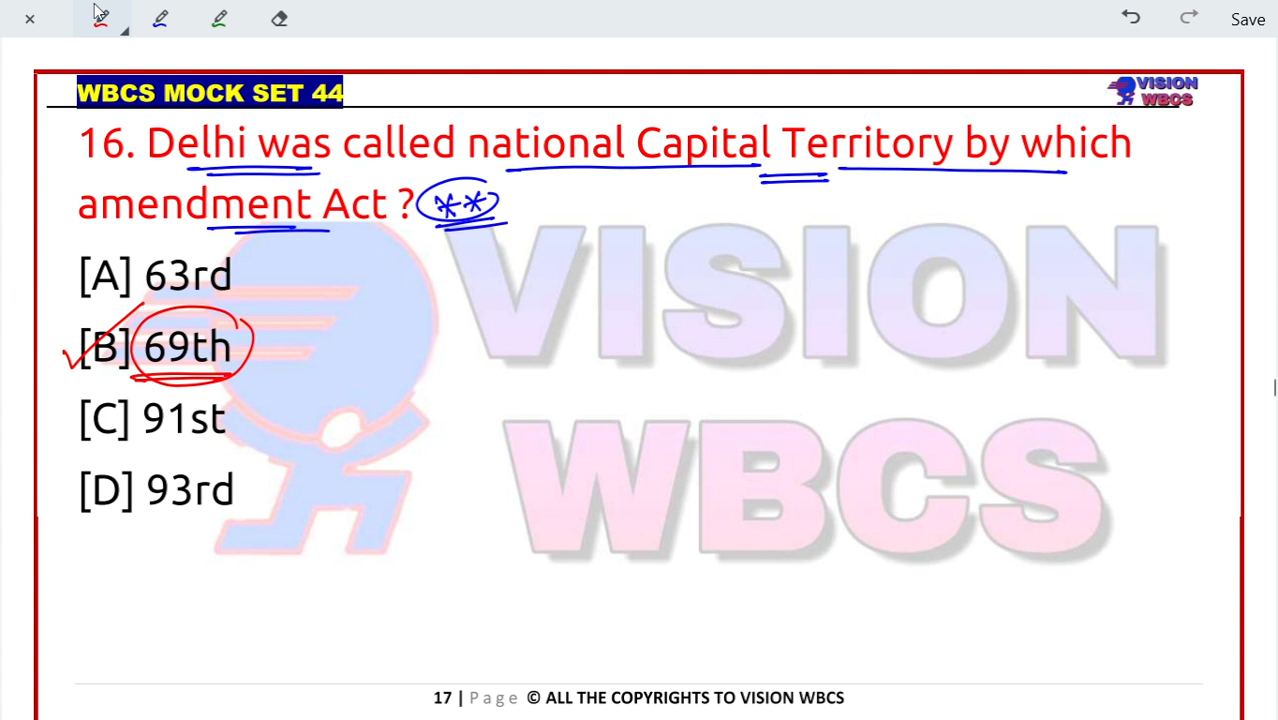 Save
WBCS MOCK SET 44
VISION
WBCS
16. Delhi was called national Capital Territory by which
amendment Act ? **
[A] 63rd
[B] 69th
[C] 91st
[D] 93rd
VISION
WBCS
17 | Page © ALL THE COPYRIGHTS TO VISION WBCS